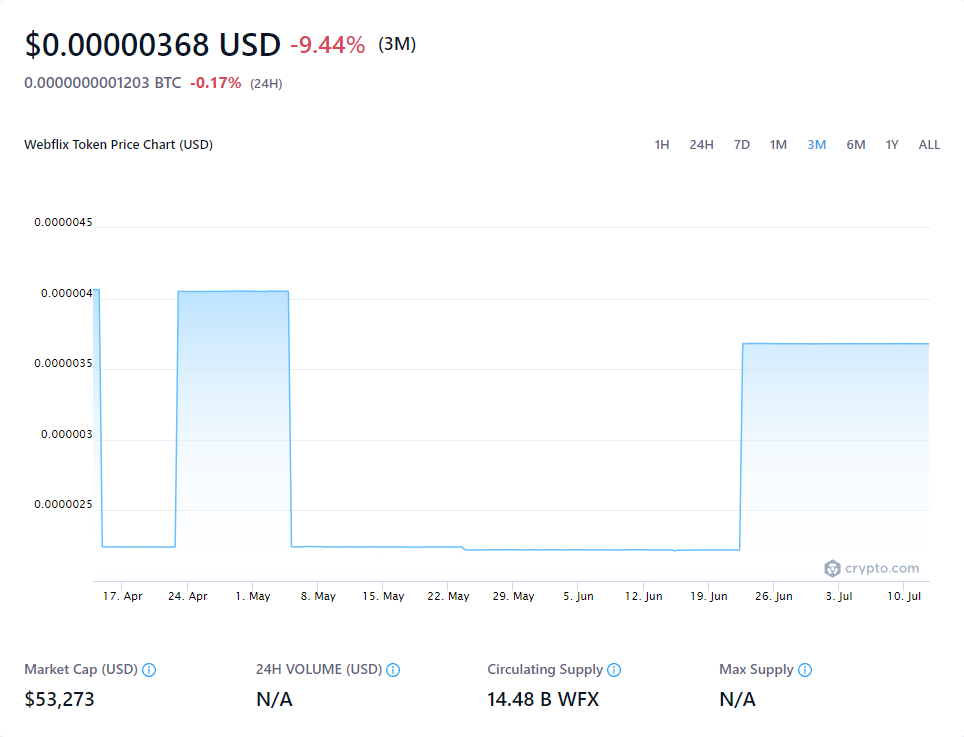 $0.00000368 USD -9.44% (3M)
0.0000000001203 BTC -0.17% (24H)
Webflix Token Price Chart (USD) 1H 24H 7D 1M 3M 6M 1Y ALL
0.0000045
0.000004
0.0000035
0.000003
0.0000025
crypto.com
17. Apr 24. Apr 1. May 8. May 15. May 22. May 29. May 5. Jun 12. Jun 19. Jun 26. Jun 3. Jul 10. Jul
Market Cap (USD) 24H VOLUME (USD) Circulating Supply Max Supply
$53,273 N/A 14.48 B WFX N/A